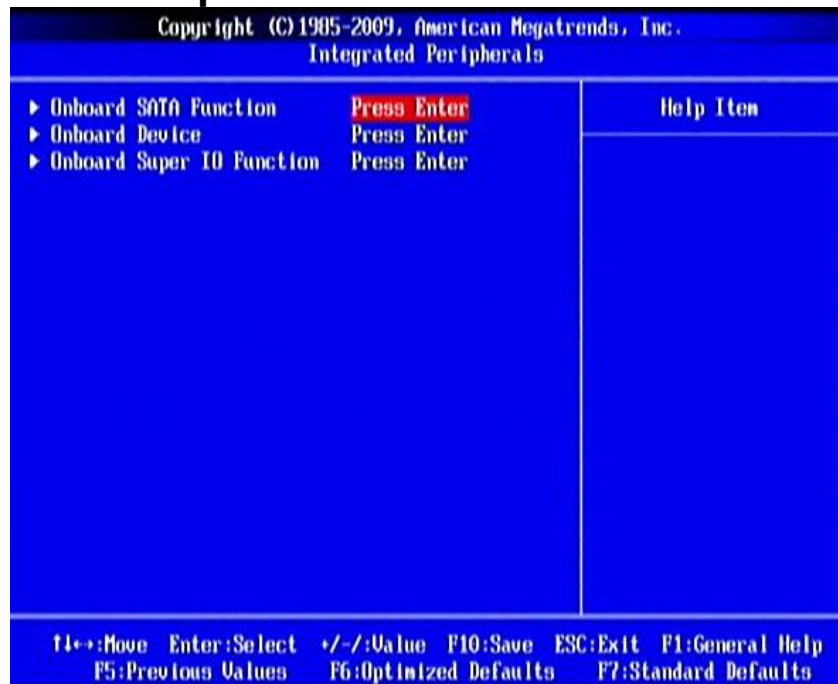 Copyright (C)1985-2009, American Megatrends, Inc.
Integrated Peripherals
▶ Onboard SATA Function Press Enter
▶ Onboard Device Press Enter
▶ Onboard Super IO Function Press Enter
Help Item
↑↓←→:Move Enter:Select +/-/:Value F10:Save ESC:Exit F1:General Help
F5:Previous Values F6:Optimized Defaults F7:Standard Defaults